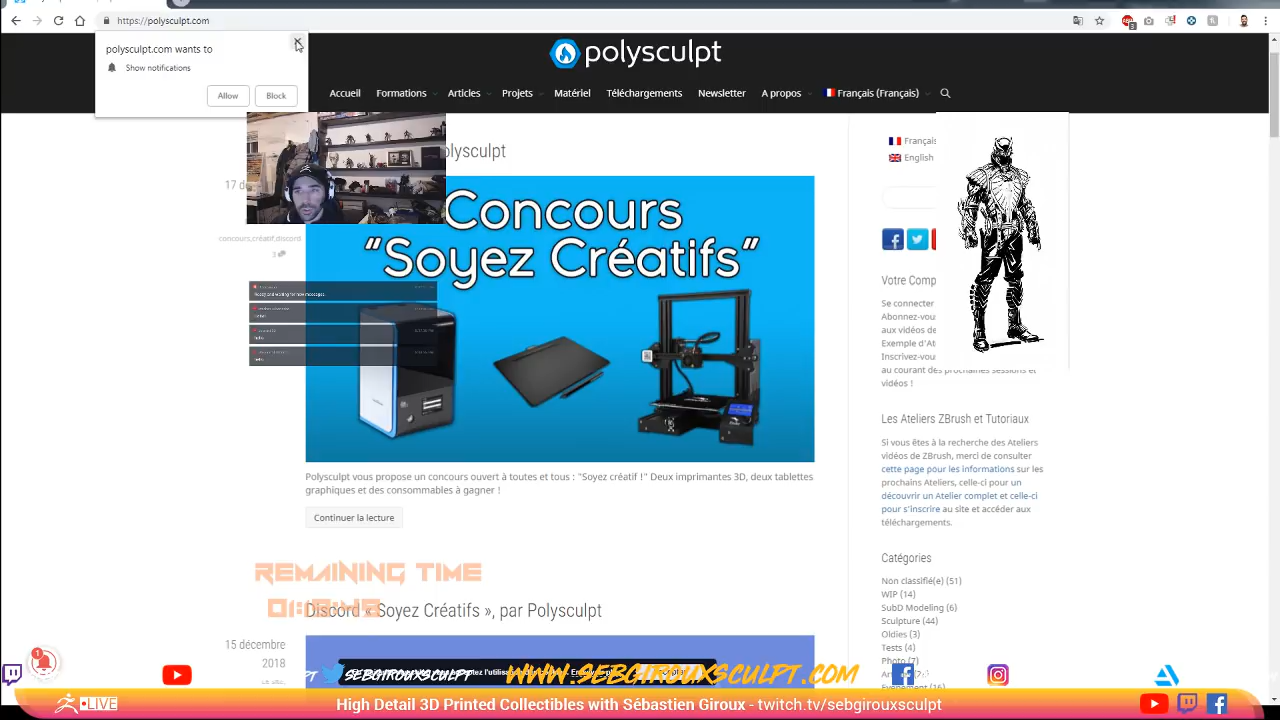 https://polysculpt.com
polysculpt.com wants to
Show notifications
Allow
Block
polysculpt
Accueil
Formations
Articles
Projets
Matériel
Téléchargements
Newsletter
A propos
Français (Français)
olysculpt
17 d
concours,créatif,discord
3
Concours
"Soyez Créatifs"
Polysculpt vous propose un concours ouvert à toutes et tous : "Soyez créatif !" Deux imprimantes 3D, deux tablettes
graphiques et des consommables à gagner !
Continuer la lecture
REMAINING TIME
Discord « Soyez Créatifs », par Polysculpt
15 décembre
2018
Français
English
Votre Comp
Se connecter
Abonnez-vou
aux vidéos de
Exemple d'At
Inscrivez-vous
au courant des prochaines sessions et
vidéos !
Les Ateliers ZBrush et Tutoriaux
Si vous êtes à la recherche des Ateliers
vidéos de ZBrush, merci de consulter
cette page pour les informations sur les
prochains Ateliers, celle-ci pour un
découvrir un Atelier complet et celle-ci
pour s'inscrire au site et accéder aux
téléchargements.
Catégories
Non classifié(e) (51)
WIP (14)
SubD Modeling (6)
Sculpture (44)
Oldies (3)
Tests (4)
Photo (7)
SEBGIROUXSCULPT
WWW.SEBGIROUXSCULPT.COM
LIVE
High Detail 3D Printed Collectibles with Sébastien Giroux - twitch.tv/sebgirouxsculpt